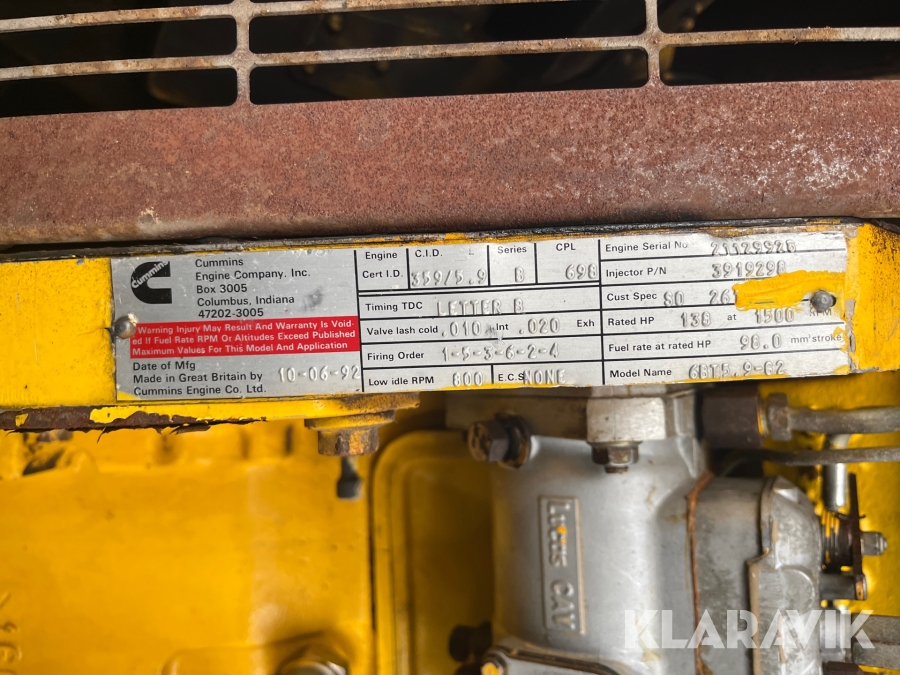 Cummins
Cummins
Engine Company, Inc.
Box 3005
Columbus, Indiana
47202-3005
Warning Injury May Result And Warranty Is Void-
ed If Fuel Rate RPM Or Altitudes Exceed Published
Maximum Values For This Model And Application
Date of Mfg
Made in Great Britain by 10-06-92
Cummins Engine Co. Ltd.
Engine C.I.D. L Series CPL
Cert I.D. 359/5.9 B 698
Timing TDC LETTER B
Valve lash cold .010 Int .020 Exh
Firing Order 1-5-3-6-2-4
Low idle RPM 800 E.C.S NONE
Engine Serial No
Injector P/N 3919298
Cust Spec SO 26
Rated HP 138 at 1500 RPM
Fuel rate at rated HP 98.0 mm³stroke
Model Name 6BT5.9-G2
LUCAS CAV
KLARAVIK